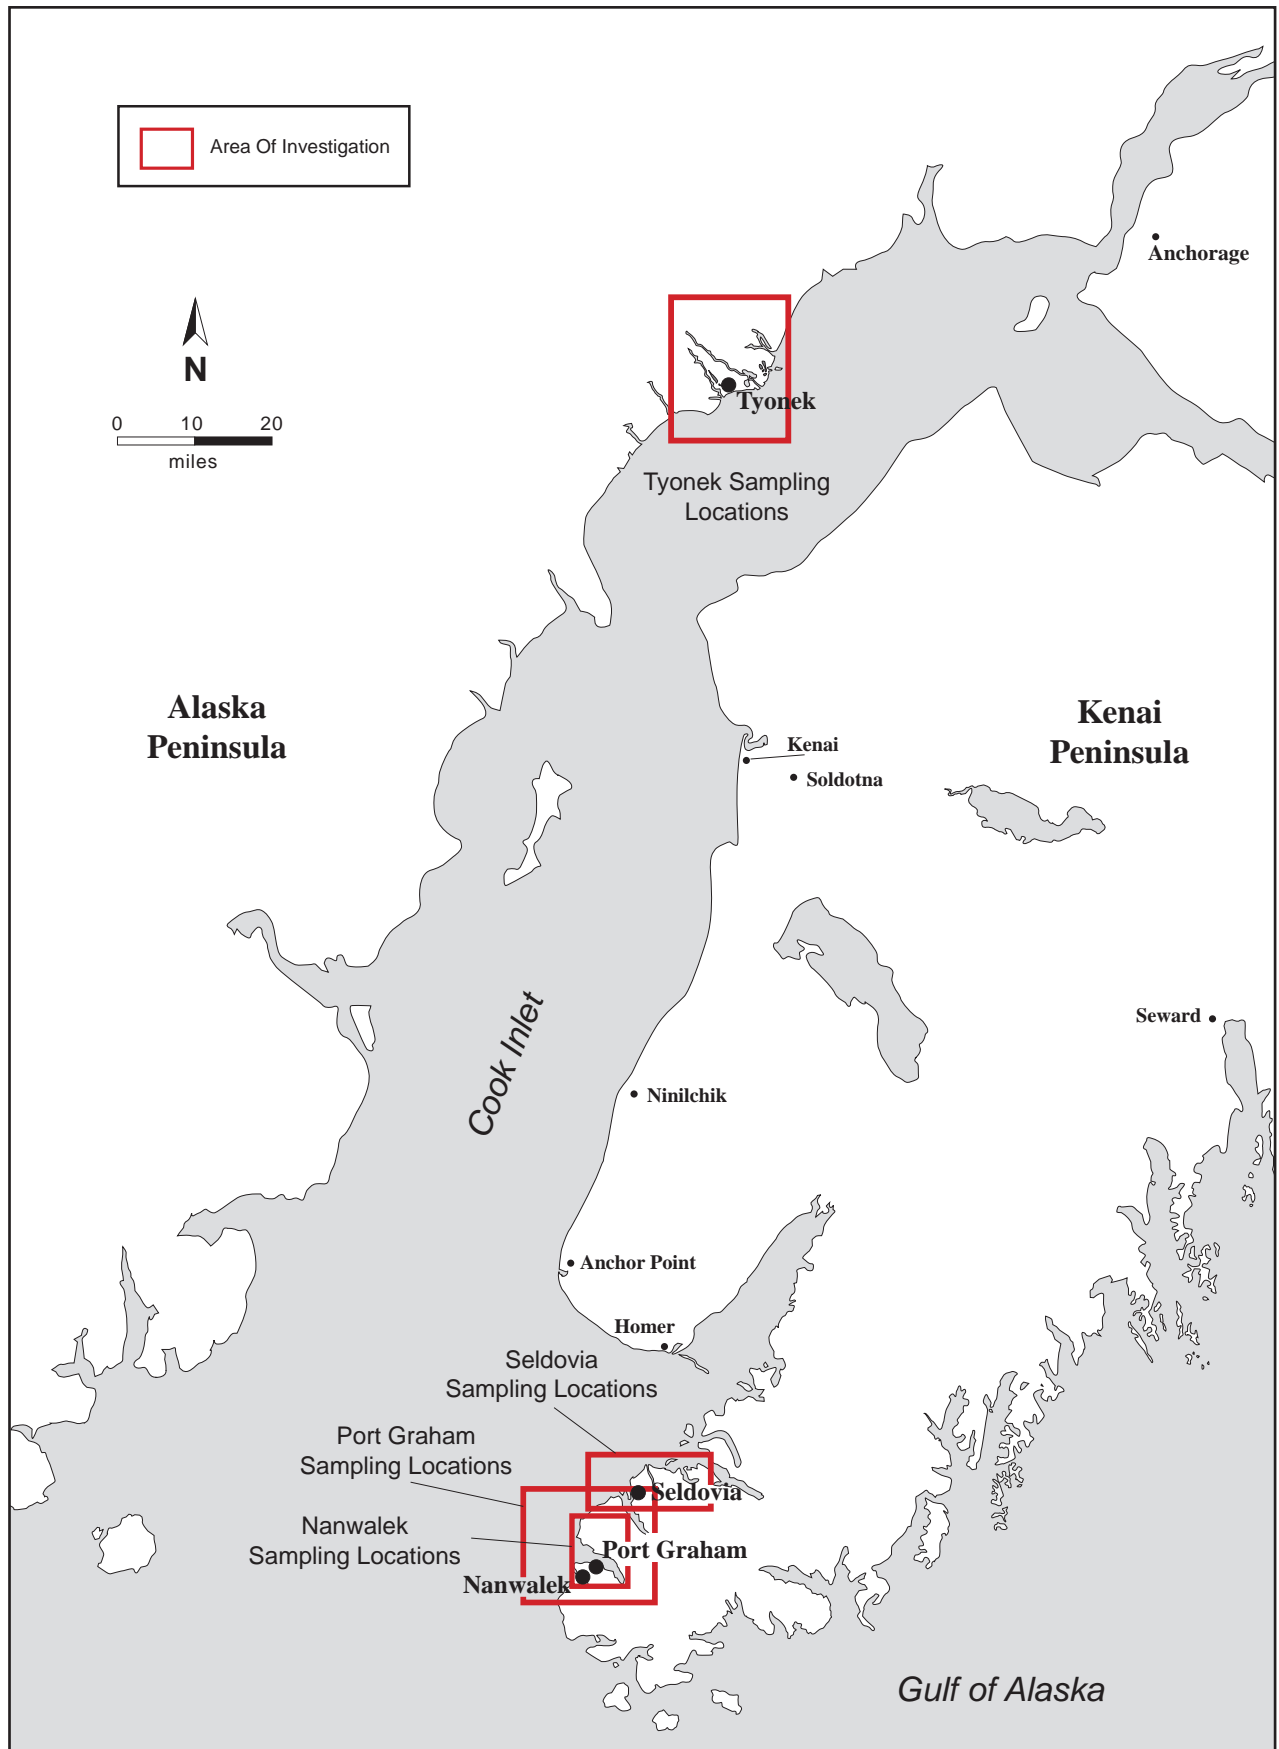 Area Of Investigation
Anchorage
N
0 10 20
miles
Tyonek
Tyonek Sampling
Locations
Alaska
Peninsula
Kenai
Peninsula
Kenai
Soldotna
Cook Inlet
Seward
Ninilchik
Anchor Point
Homer
Seldovia
Sampling Locations
Port Graham
Sampling Locations
Seldovia
Nanwalek
Sampling Locations
Port Graham
Nanwalek
Gulf of Alaska